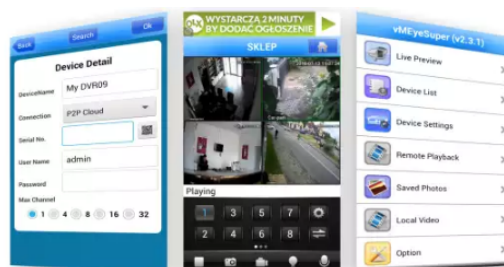 Back
Search
Ok
Device Detail
DeviceName
My DVR09
Connection
P2P Cloud
Serial No.
User Name
admin
Password
Max Channel
1 4 8 16 32
OLX
WYSTARCZĄ 2 MINUTY
BY DODAĆ OGŁOSZENIE
SKLEP
Playing
1 3 5 7
2 4 6 8
vMEyeSuper (v2.3.1)
Live Preview
Device List
Device Settings
Remote Playback
Saved Photos
Local Video
Option